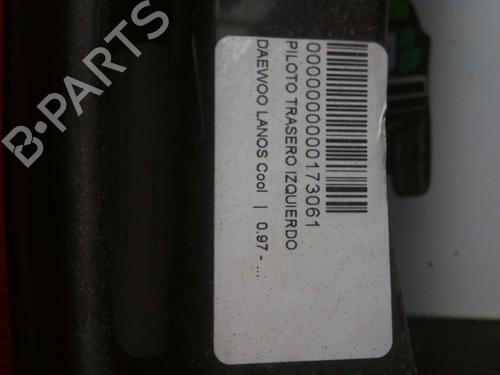 0000000000173061
PILOTO TRASERO IZQUIERDO
DAEWOO LANOS Cool | 0.97 - ...
B-PARTS